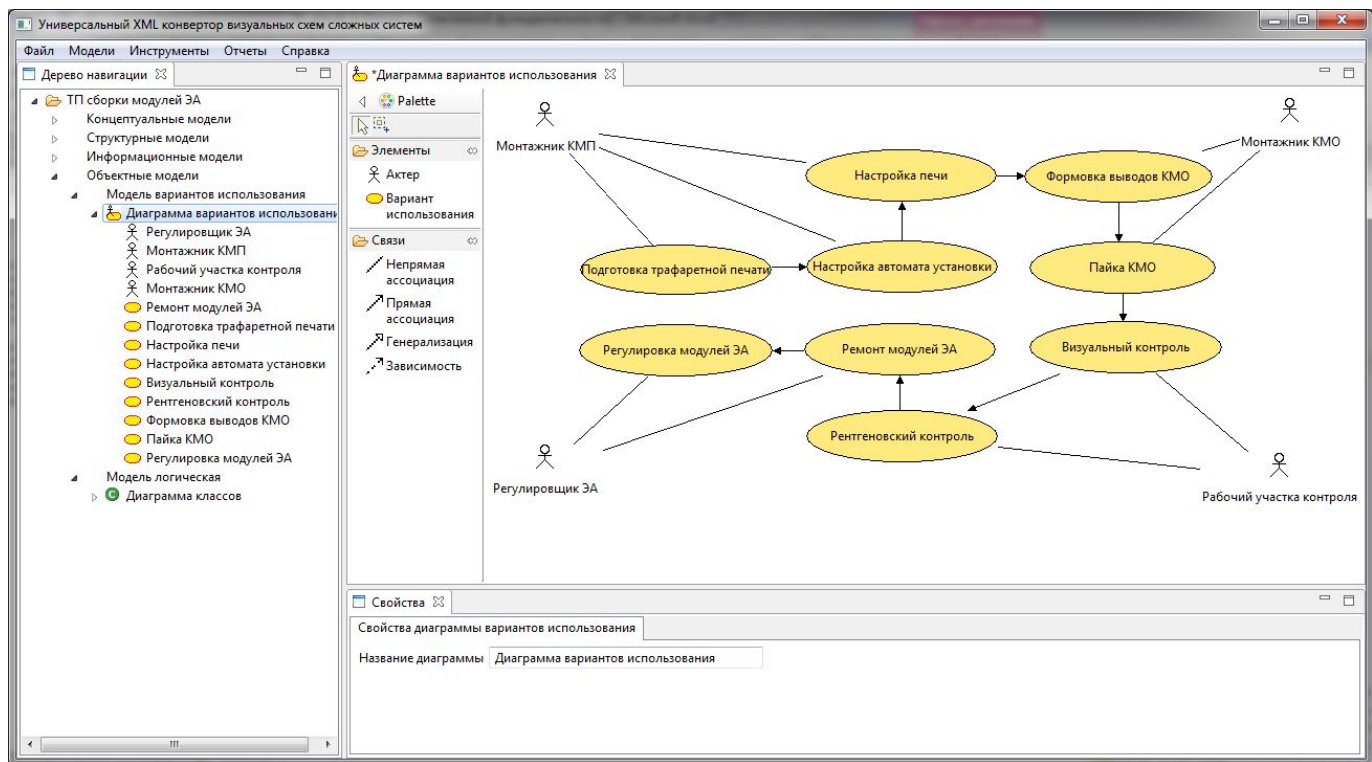 Универсальный XML конвертор визуальных схем сложных систем
Файл Модели Инструменты Отчеты Справка
Дерево навигации
ТП сборки модулей ЭА
Концептуальные модели
Структурные модели
Информационные модели
Объектные модели
Модель вариантов использования
Диаграмма вариантов использовани
Регулировщик ЭА
Монтажник КМП
Рабочий участка контроля
Монтажник КМО
Ремонт модулей ЭА
Подготовка трафаретной печати
Настройка печи
Настройка автомата установки
Визуальный контроль
Рентгеновский контроль
Формовка выводов КМО
Пайка КМО
Регулировка модулей ЭА
Модель логическая
Диаграмма классов
*Диаграмма вариантов использования
Palette
Элементы
Актер
Вариант
использования
Связи
Непрямая
ассоциация
Прямая
ассоциация
Генерализация
Зависимость
Монтажник КМП
Монтажник КМО
Настройка печи
Формовка выводов КМО
Подготовка трафаретной печати
Настройка автомата установки
Пайка КМО
Регулировка модулей ЭА
Ремонт модулей ЭА
Визуальный контроль
Рентгеновский контроль
Регулировщик ЭА
Рабочий участка контроля
Свойства
Свойства диаграммы вариантов использования
Название диаграммы Диаграмма вариантов использования